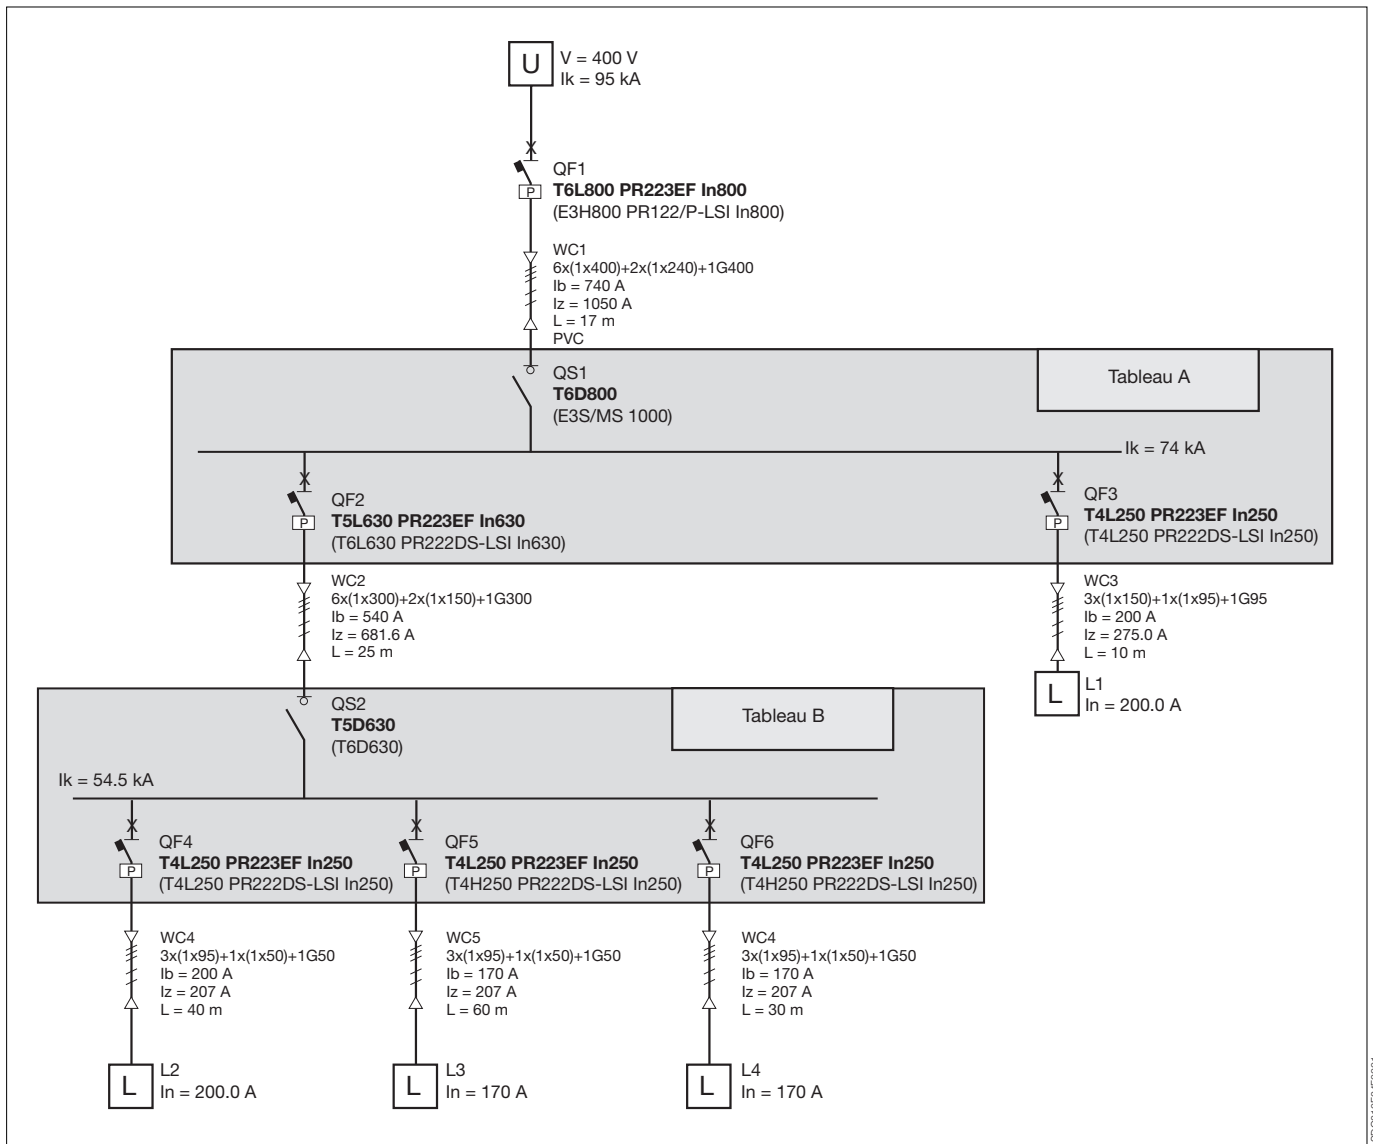 U
V = 400 V
Ik = 95 kA
QF1
P
T6L800 PR223EF In800
(E3H800 PR122/P-LSI In800)
WC1
6x(1x400)+2x(1x240)+1G400
Ib = 740 A
Iz = 1050 A
L = 17 m
PVC
QS1
T6D800
(E3S/MS 1000)
Tableau A
Ik = 74 kA
QF2
P
T5L630 PR223EF In630
(T6L630 PR222DS-LSI In630)
QF3
P
T4L250 PR223EF In250
(T4L250 PR222DS-LSI In250)
WC2
6x(1x300)+2x(1x150)+1G300
Ib = 540 A
Iz = 681.6 A
L = 25 m
WC3
3x(1x150)+1x(1x95)+1G95
Ib = 200 A
Iz = 275.0 A
L = 10 m
L
L1
In = 200.0 A
QS2
T5D630
(T6D630)
Tableau B
Ik = 54.5 kA
QF4
P
T4L250 PR223EF In250
(T4L250 PR222DS-LSI In250)
QF5
P
T4L250 PR223EF In250
(T4H250 PR222DS-LSI In250)
QF6
P
T4L250 PR223EF In250
(T4H250 PR222DS-LSI In250)
WC4
3x(1x95)+1x(1x50)+1G50
Ib = 200 A
Iz = 207 A
L = 40 m
WC5
3x(1x95)+1x(1x50)+1G50
Ib = 170 A
Iz = 207 A
L = 60 m
WC4
3x(1x95)+1x(1x50)+1G50
Ib = 170 A
Iz = 207 A
L = 30 m
L
L2
In = 200.0 A
L
L3
In = 170 A
L
L4
In = 170 A